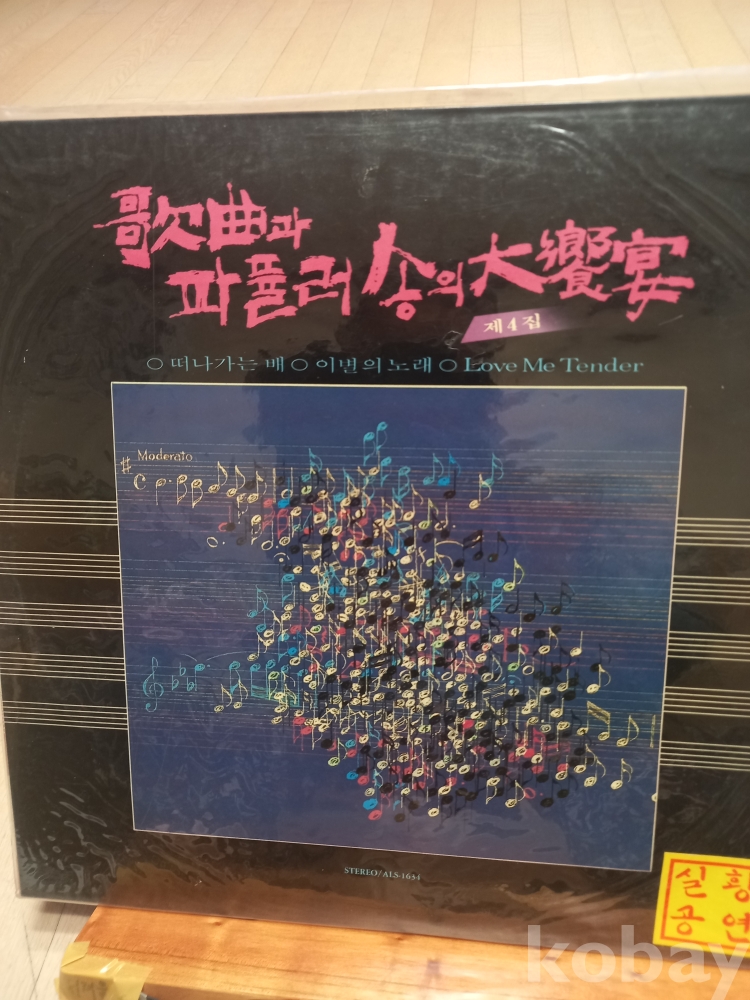 歌曲과
파퓰러 송의 大饗宴
제4집
○ 떠나가는 배 ○ 이별의 노래 ○ Love Me Tender
Moderato
STEREO/ALS-1634
실황
공연
kobay